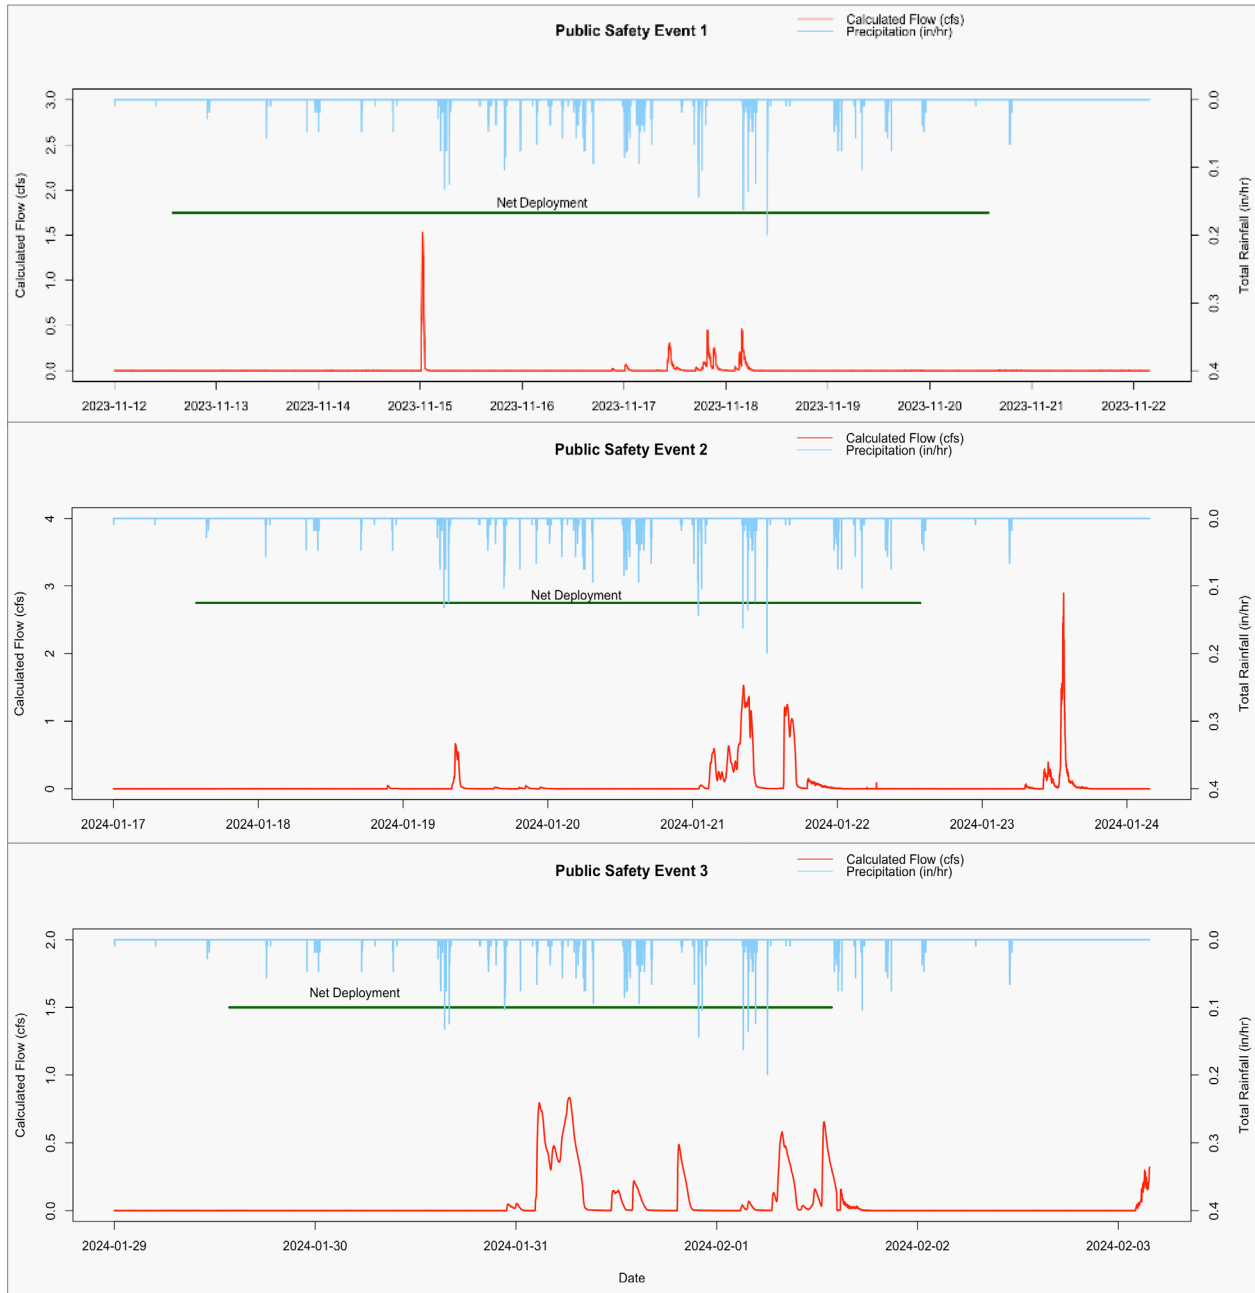 Public Safety Event 1
Calculated Flow (cfs)
Precipitation (in/hr)
Calculated Flow (cfs)
3.0
2.5
2.0
1.5
1.0
0.5
0.0
Net Deployment
0.0
0.1
0.2
0.3
0.4
Total Rainfall (in/hr)
2023-11-12 2023-11-13 2023-11-14 2023-11-15 2023-11-16 2023-11-17 2023-11-18 2023-11-19 2023-11-20 2023-11-21 2023-11-22
Public Safety Event 2
Calculated Flow (cfs)
Precipitation (in/hr)
Calculated Flow (cfs)
4
3
2
1
0
Net Deployment
0.0
0.1
0.2
0.3
0.4
Total Rainfall (in/hr)
2024-01-17 2024-01-18 2024-01-19 2024-01-20 2024-01-21 2024-01-22 2024-01-23 2024-01-24
Public Safety Event 3
Calculated Flow (cfs)
Precipitation (in/hr)
Calculated Flow (cfs)
2.0
1.5
1.0
0.5
0.0
Net Deployment
0.0
0.1
0.2
0.3
0.4
Total Rainfall (in/hr)
2024-01-29 2024-01-30 2024-01-31 2024-02-01 2024-02-02 2024-02-03
Date